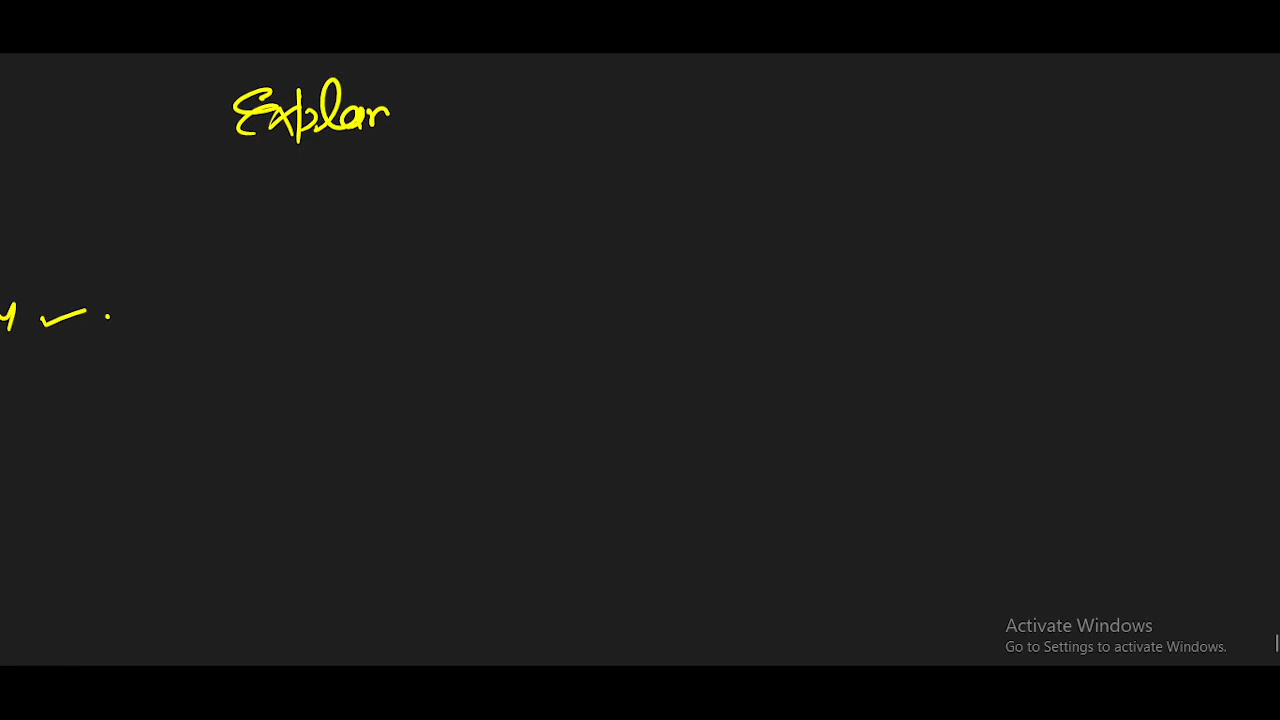 Explan
y ✓ .
Activate Windows
Go to Settings to activate Windows.